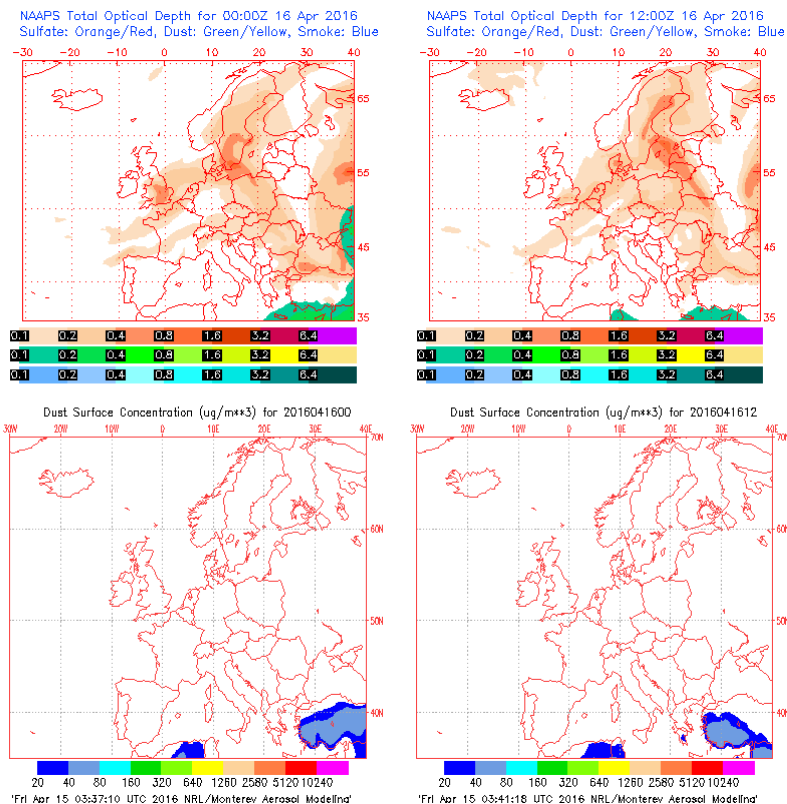 NAAPS Total Optical Depth for 00:00Z 16 Apr 2016
Sulfate: Orange/Red, Dust: Green/Yellow, Smoke: Blue
-30 -20 -10 0 10 20 30 40
65
55
45
35
0.1 0.2 0.4 0.8 1.6 3.2 6.4
0.1 0.2 0.4 0.8 1.6 3.2 6.4
0.1 0.2 0.4 0.8 1.6 3.2 6.4
NAAPS Total Optical Depth for 12:00Z 16 Apr 2016
Sulfate: Orange/Red, Dust: Green/Yellow, Smoke: Blue
-30 -20 -10 0 10 20 30 40
65
55
45
35
0.1 0.2 0.4 0.8 1.6 3.2 6.4
0.1 0.2 0.4 0.8 1.6 3.2 6.4
0.1 0.2 0.4 0.8 1.6 3.2 6.4
Dust Surface Concentration (ug/m**3) for 2016041600
30W 20W 10W 0 10E 20E 30E 40E
70N
60N
50N
40N
20 40 80 160 320 640 1280 2560 5120 10240
'Fri Apr 15 03:37:10 UTC 2016 NRL/Monterey Aerosol Modeling'
Dust Surface Concentration (ug/m**3) for 2016041612
30W 20W 10W 0 10E 20E 30E 40E
70N
60N
50N
40N
20 40 80 160 320 640 1280 2560 5120 10240
'Fri Apr 15 03:41:18 UTC 2016 NRL/Monterey Aerosol Modeling'